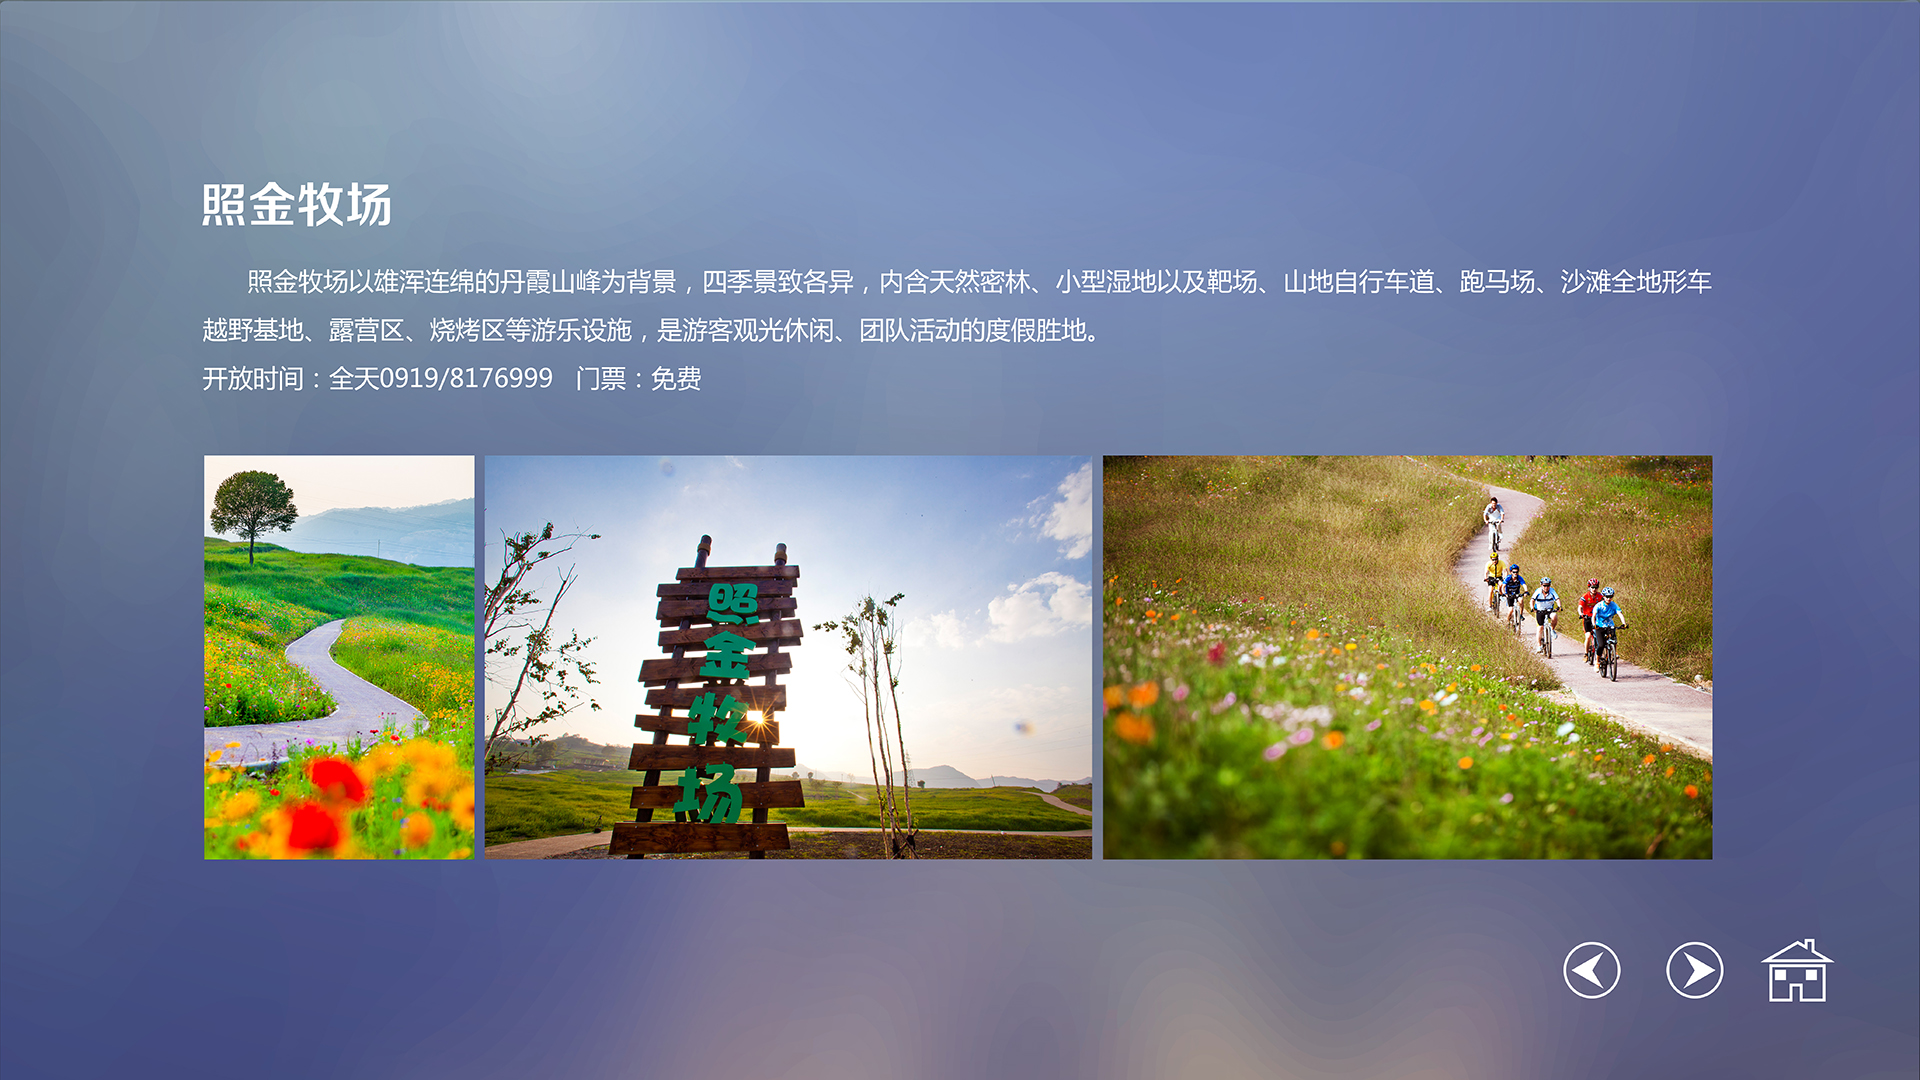 照金牧场
照金牧场以雄浑连绵的丹霞山峰为背景，四季景致各异，内含天然密林、小型湿地以及靶场、山地自行车道、跑马场、沙滩全地形车
越野基地、露营区、烧烤区等游乐设施，是游客观光休闲、团队活动的度假胜地。
开放时间：全天0919/8176999 门票：免费
照
金
牧
场